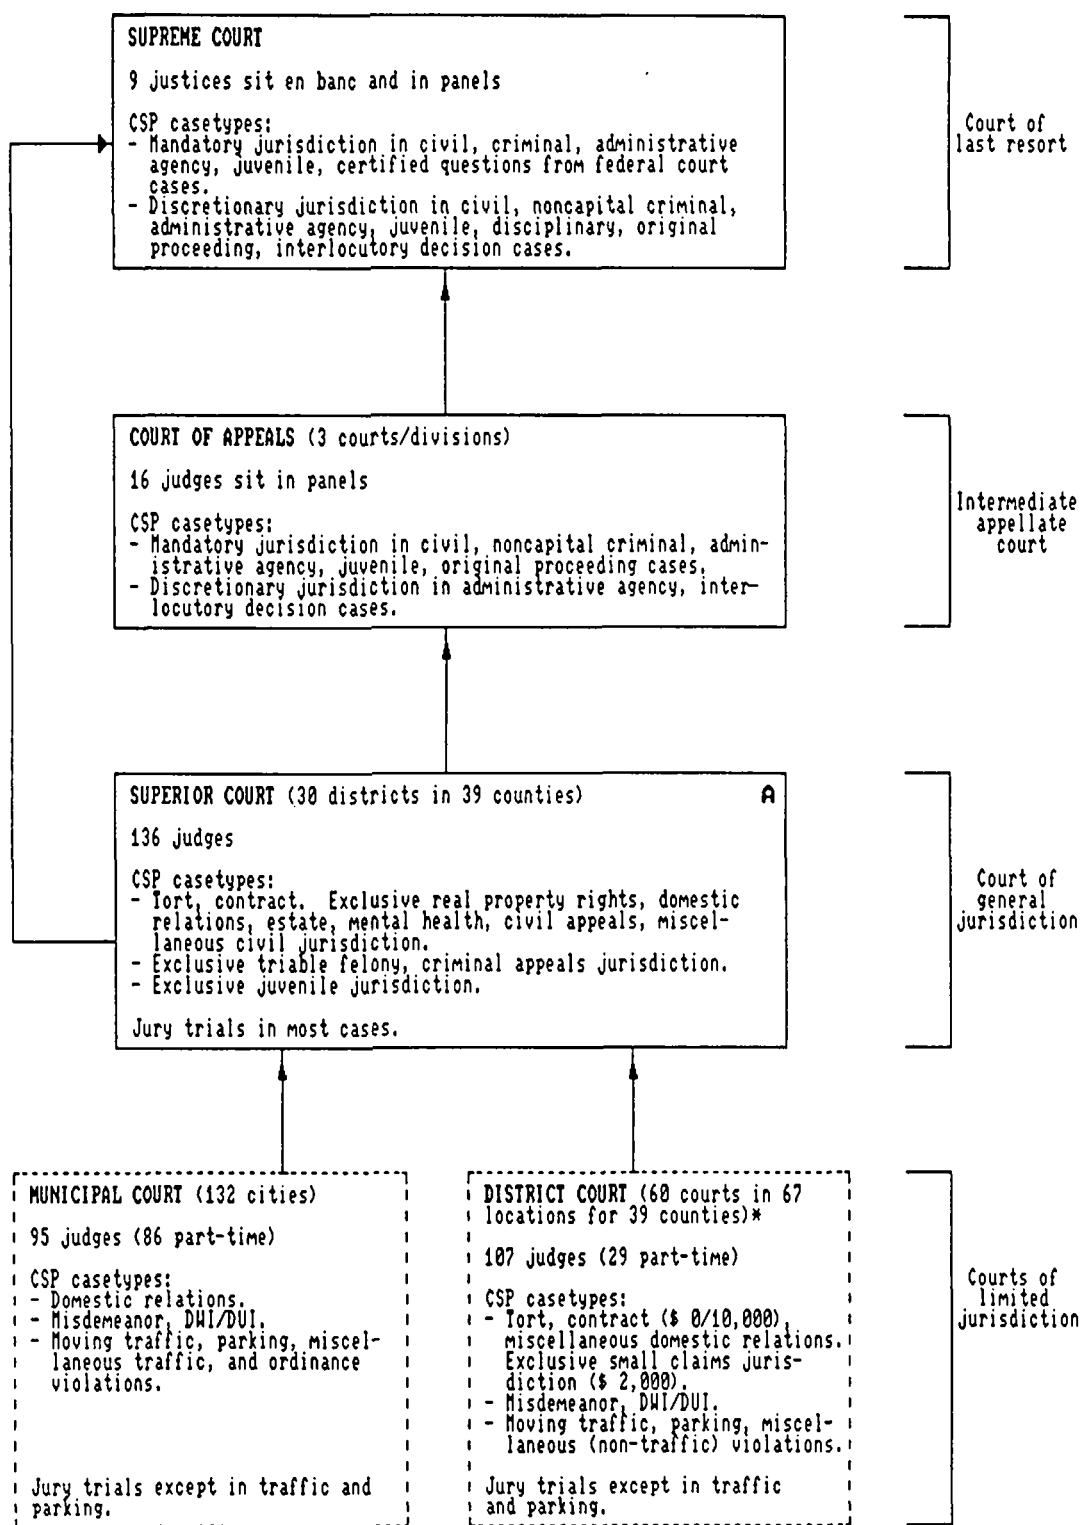 SUPREME COURT
9 justices sit en banc and in panels
CSP casetypes:
- Mandatory jurisdiction in civil, criminal, administrative
agency, juvenile, certified questions from federal court
cases.
- Discretionary jurisdiction in civil, noncapital criminal,
administrative agency, juvenile, disciplinary, original
proceeding, interlocutory decision cases.
Court of
last resort
COURT OF APPEALS (3 courts/divisions)
16 judges sit in panels
CSP casetypes:
- Mandatory jurisdiction in civil, noncapital criminal, admin-
istrative agency, juvenile, original proceeding cases.
- Discretionary jurisdiction in administrative agency, inter-
locutory decision cases.
Intermediate
appellate
court
SUPERIOR COURT (30 districts in 39 counties) A
136 judges
CSP casetypes:
- Tort, contract. Exclusive real property rights, domestic
relations, estate, mental health, civil appeals, miscel-
laneous civil jurisdiction.
- Exclusive triable felony, criminal appeals jurisdiction.
- Exclusive juvenile jurisdiction.
Jury trials in most cases.
Court of
general
jurisdiction
MUNICIPAL COURT (132 cities)
95 judges (86 part-time)
CSP casetypes:
- Domestic relations.
- Misdemeanor, DWI/DUI.
- Moving traffic, parking, miscel-
laneous traffic, and ordinance
violations.
Jury trials except in traffic and
parking.
DISTRICT COURT (60 courts in 67
locations for 39 counties)*
107 judges (29 part-time)
CSP casetypes:
- Tort, contract ($ 0/10,000),
miscellaneous domestic relations.
Exclusive small claims juris-
diction ($ 2,000).
- Misdemeanor, DWI/DUI.
- Moving traffic, parking, miscel-
laneous (non-traffic) violations.
Jury trials except in traffic
and parking.
Courts of
limited
jurisdiction